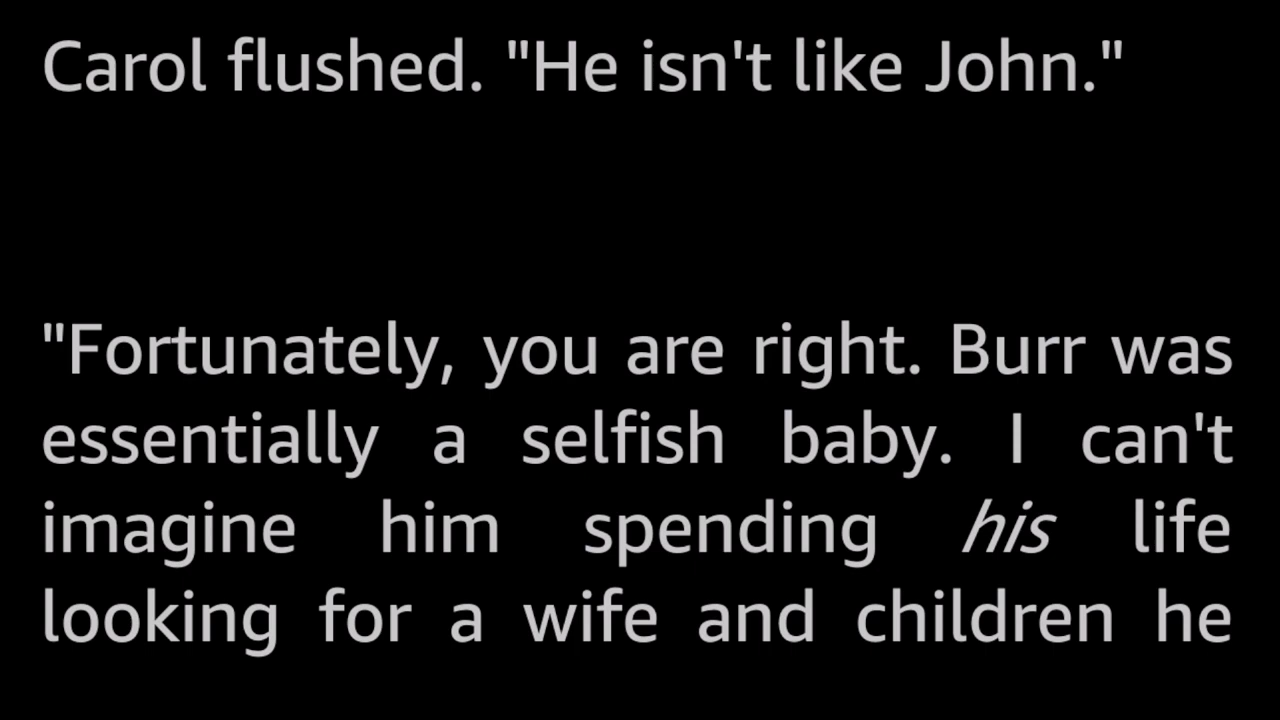 Carol flushed. "He isn't like John."
"Fortunately, you are right. Burr was
essentially a selfish baby. I can't
imagine him spending his life
looking for a wife and children he